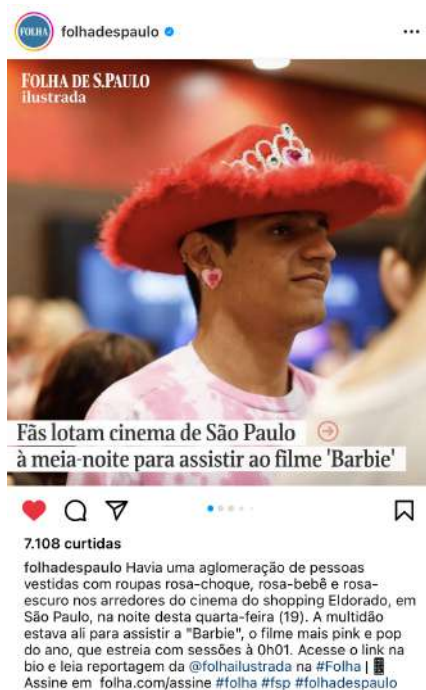 FOLHA
folhadespaulo
FOLHA DE S.PAULO
ilustrada
Fãs lotam cinema de São Paulo
à meia-noite para assistir ao filme 'Barbie'
7.108 curtidas
folhadespaulo Havia uma aglomeração de pessoas
vestidas com roupas rosa-choque, rosa-bebê e rosa-
escuro nos arredores do cinema do shopping Eldorado, em
São Paulo, na noite desta quarta-feira (19). A multidão
estava ali para assistir a "Barbie", o filme mais pink e pop
do ano, que estreia com sessões à 0h01. Acesse o link na
bio e leia reportagem da @folhailustrada na #Folha |
Assine em folha.com/assine #folha #fsp #folhadespaulo